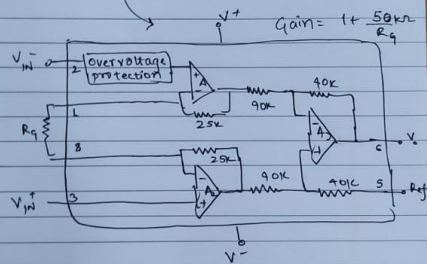 V+
Gain = 1 + 50kΩ / Rg
VIN-
2
overvoltage protection
+
A1
-
40K
40K
1
25K
Rg
-
A3
+
6
V0
8
25K
-
A2
+
40K
40K
5
Ref
VIN+
3
V-